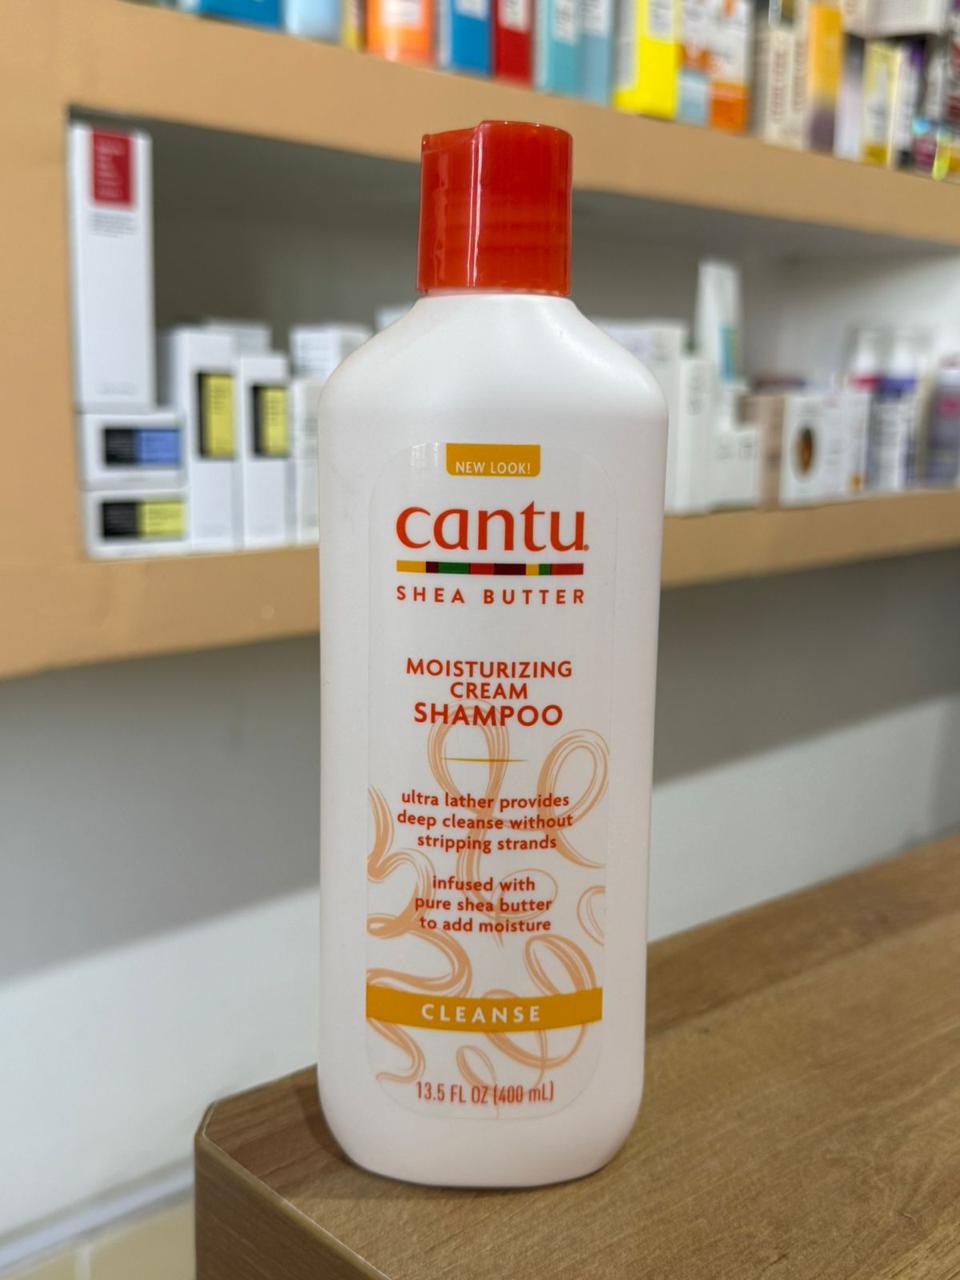 NEW LOOK!
cantu
SHEA BUTTER
MOISTURIZING
CREAM
SHAMPOO
ultra lather provides
deep cleanse without
stripping strands
infused with
pure shea butter
to add moisture
CLEANSE
13.5 FL OZ (400 mL)